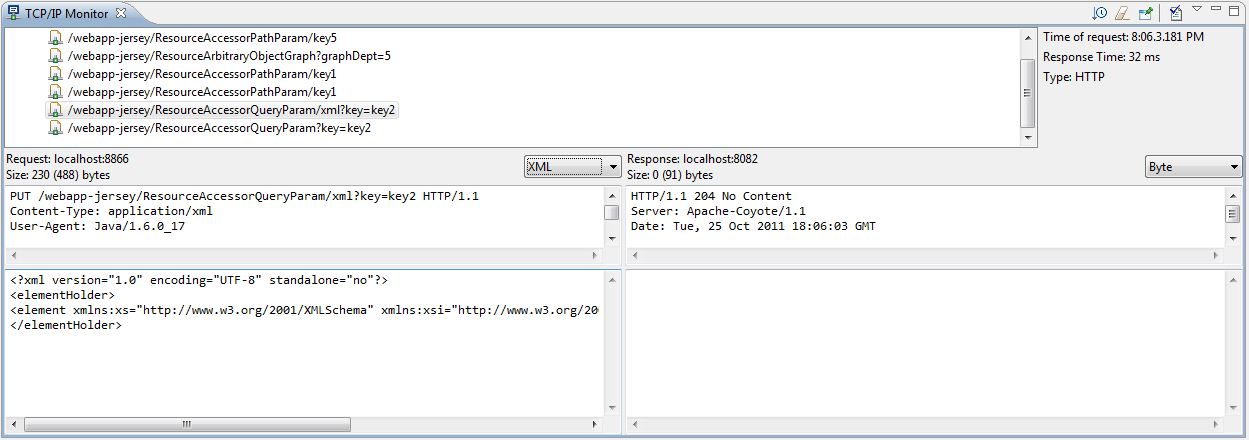 TCP/IP Monitor
/webapp-jersey/ResourceAccessorPathParam/key5
/webapp-jersey/ResourceArbitraryObjectGraph?graphDept=5
/webapp-jersey/ResourceAccessorPathParam/key1
/webapp-jersey/ResourceAccessorPathParam/key1
/webapp-jersey/ResourceAccessorQueryParam/xml?key=key2
/webapp-jersey/ResourceAccessorQueryParam?key=key2
Time of request: 8:06.3.181 PM
Response Time: 32 ms
Type: HTTP
Request: localhost:8866
Size: 230 (488) bytes
XML
Response: localhost:8082
Size: 0 (91) bytes
Byte
PUT /webapp-jersey/ResourceAccessorQueryParam/xml?key=key2 HTTP/1.1
Content-Type: application/xml
User-Agent: Java/1.6.0_17
HTTP/1.1 204 No Content
Server: Apache-Coyote/1.1
Date: Tue, 25 Oct 2011 18:06:03 GMT
<?xml version="1.0" encoding="UTF-8" standalone="no"?>
<elementHolder>
<element xmlns:xs="http://www.w3.org/2001/XMLSchema" xmlns:xsi="http://www.w3.org/20
</elementHolder>